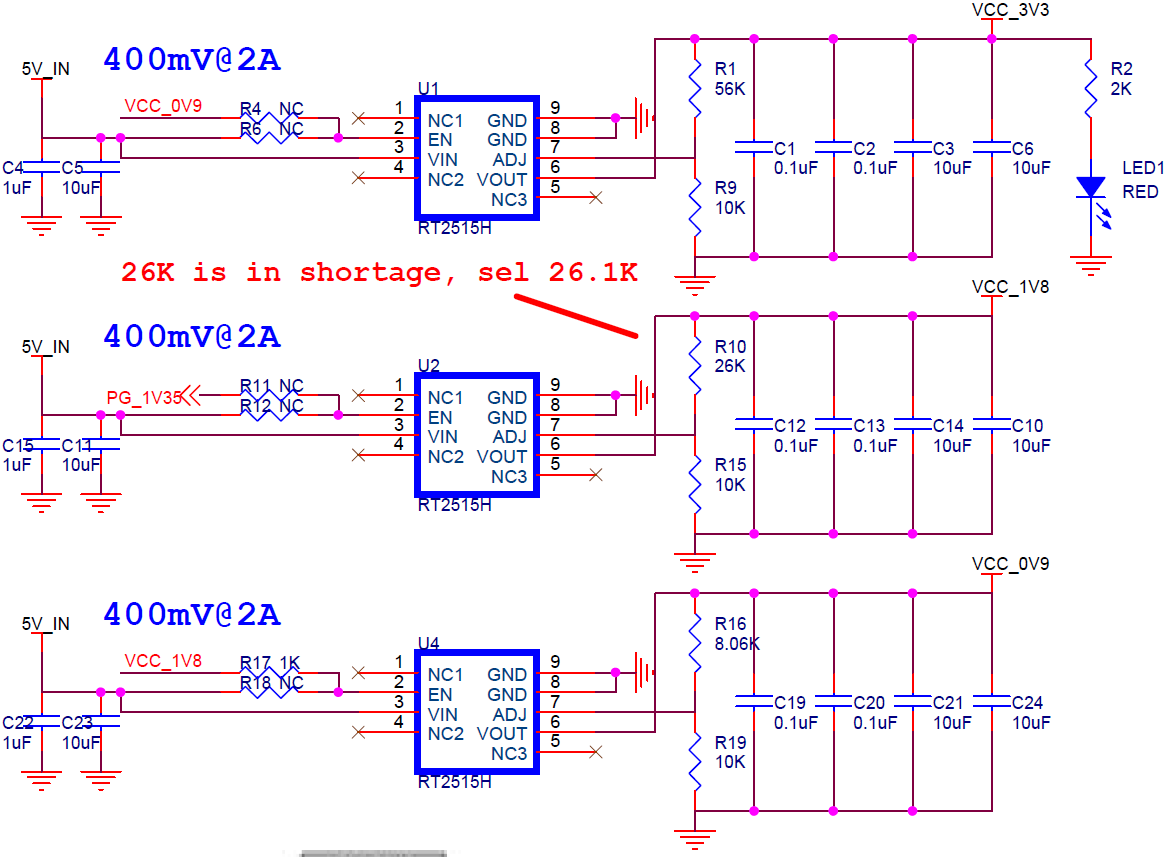 VCC_3V3
400mV@2A
5V_IN
VCC_0V9
R4 NC
R6 NC
C4
1uF
C5
10uF
U1
1 NC1 GND 9
2 EN GND 8
3 VIN ADJ 7
4 NC2 VOUT 6
NC3 5
RT2515H
R1
56K
R9
10K
C1
0.1uF
C2
0.1uF
C3
10uF
C6
10uF
R2
2K
LED1
RED
26K is in shortage, sel 26.1K
VCC_1V8
400mV@2A
5V_IN
PG_1V35
R11 NC
R12 NC
C15
1uF
C11
10uF
U2
1 NC1 GND 9
2 EN GND 8
3 VIN ADJ 7
4 NC2 VOUT 6
NC3 5
RT2515H
R10
26K
R15
10K
C12
0.1uF
C13
0.1uF
C14
10uF
C10
10uF
VCC_0V9
400mV@2A
5V_IN
VCC_1V8
R17 1K
R18 NC
C22
1uF
C23
10uF
U4
1 NC1 GND 9
2 EN GND 8
3 VIN ADJ 7
4 NC2 VOUT 6
NC3 5
RT2515H
R16
8.06K
R19
10K
C19
0.1uF
C20
0.1uF
C21
10uF
C24
10uF